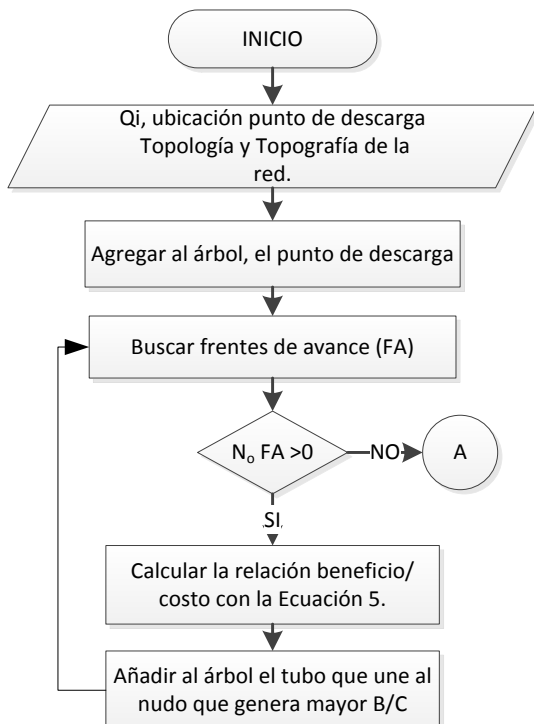 INICIO
Qi, ubicación punto de descarga
Topología y Topografía de la
red.
Agregar al árbol, el punto de descarga
Buscar frentes de avance (FA)
No FA >0
NO
A
SI
Calcular la relación beneficio/
costo con la Ecuación 5.
Añadir al árbol el tubo que une al
nudo que genera mayor B/C